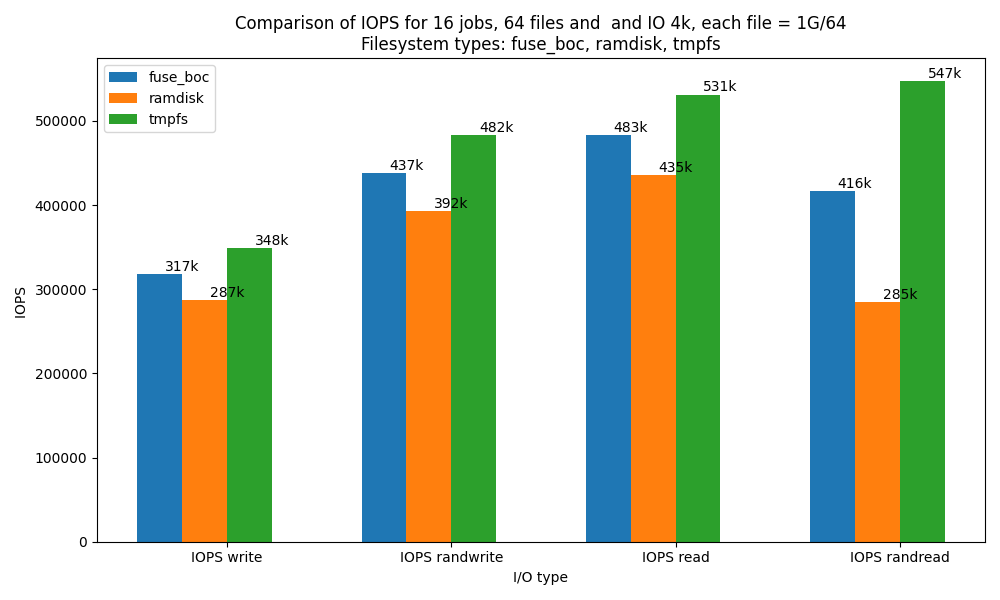 Comparison of IOPS for 16 jobs, 64 files and  and IO 4k, each file = 1G/64
Filesystem types: fuse_boc, ramdisk, tmpfs
fuse_boc
ramdisk
tmpfs
IOPS
500000
400000
300000
200000
100000
0
317k
287k
348k
437k
392k
482k
483k
435k
531k
416k
285k
547k
IOPS write
IOPS randwrite
IOPS read
IOPS randread
I/O type